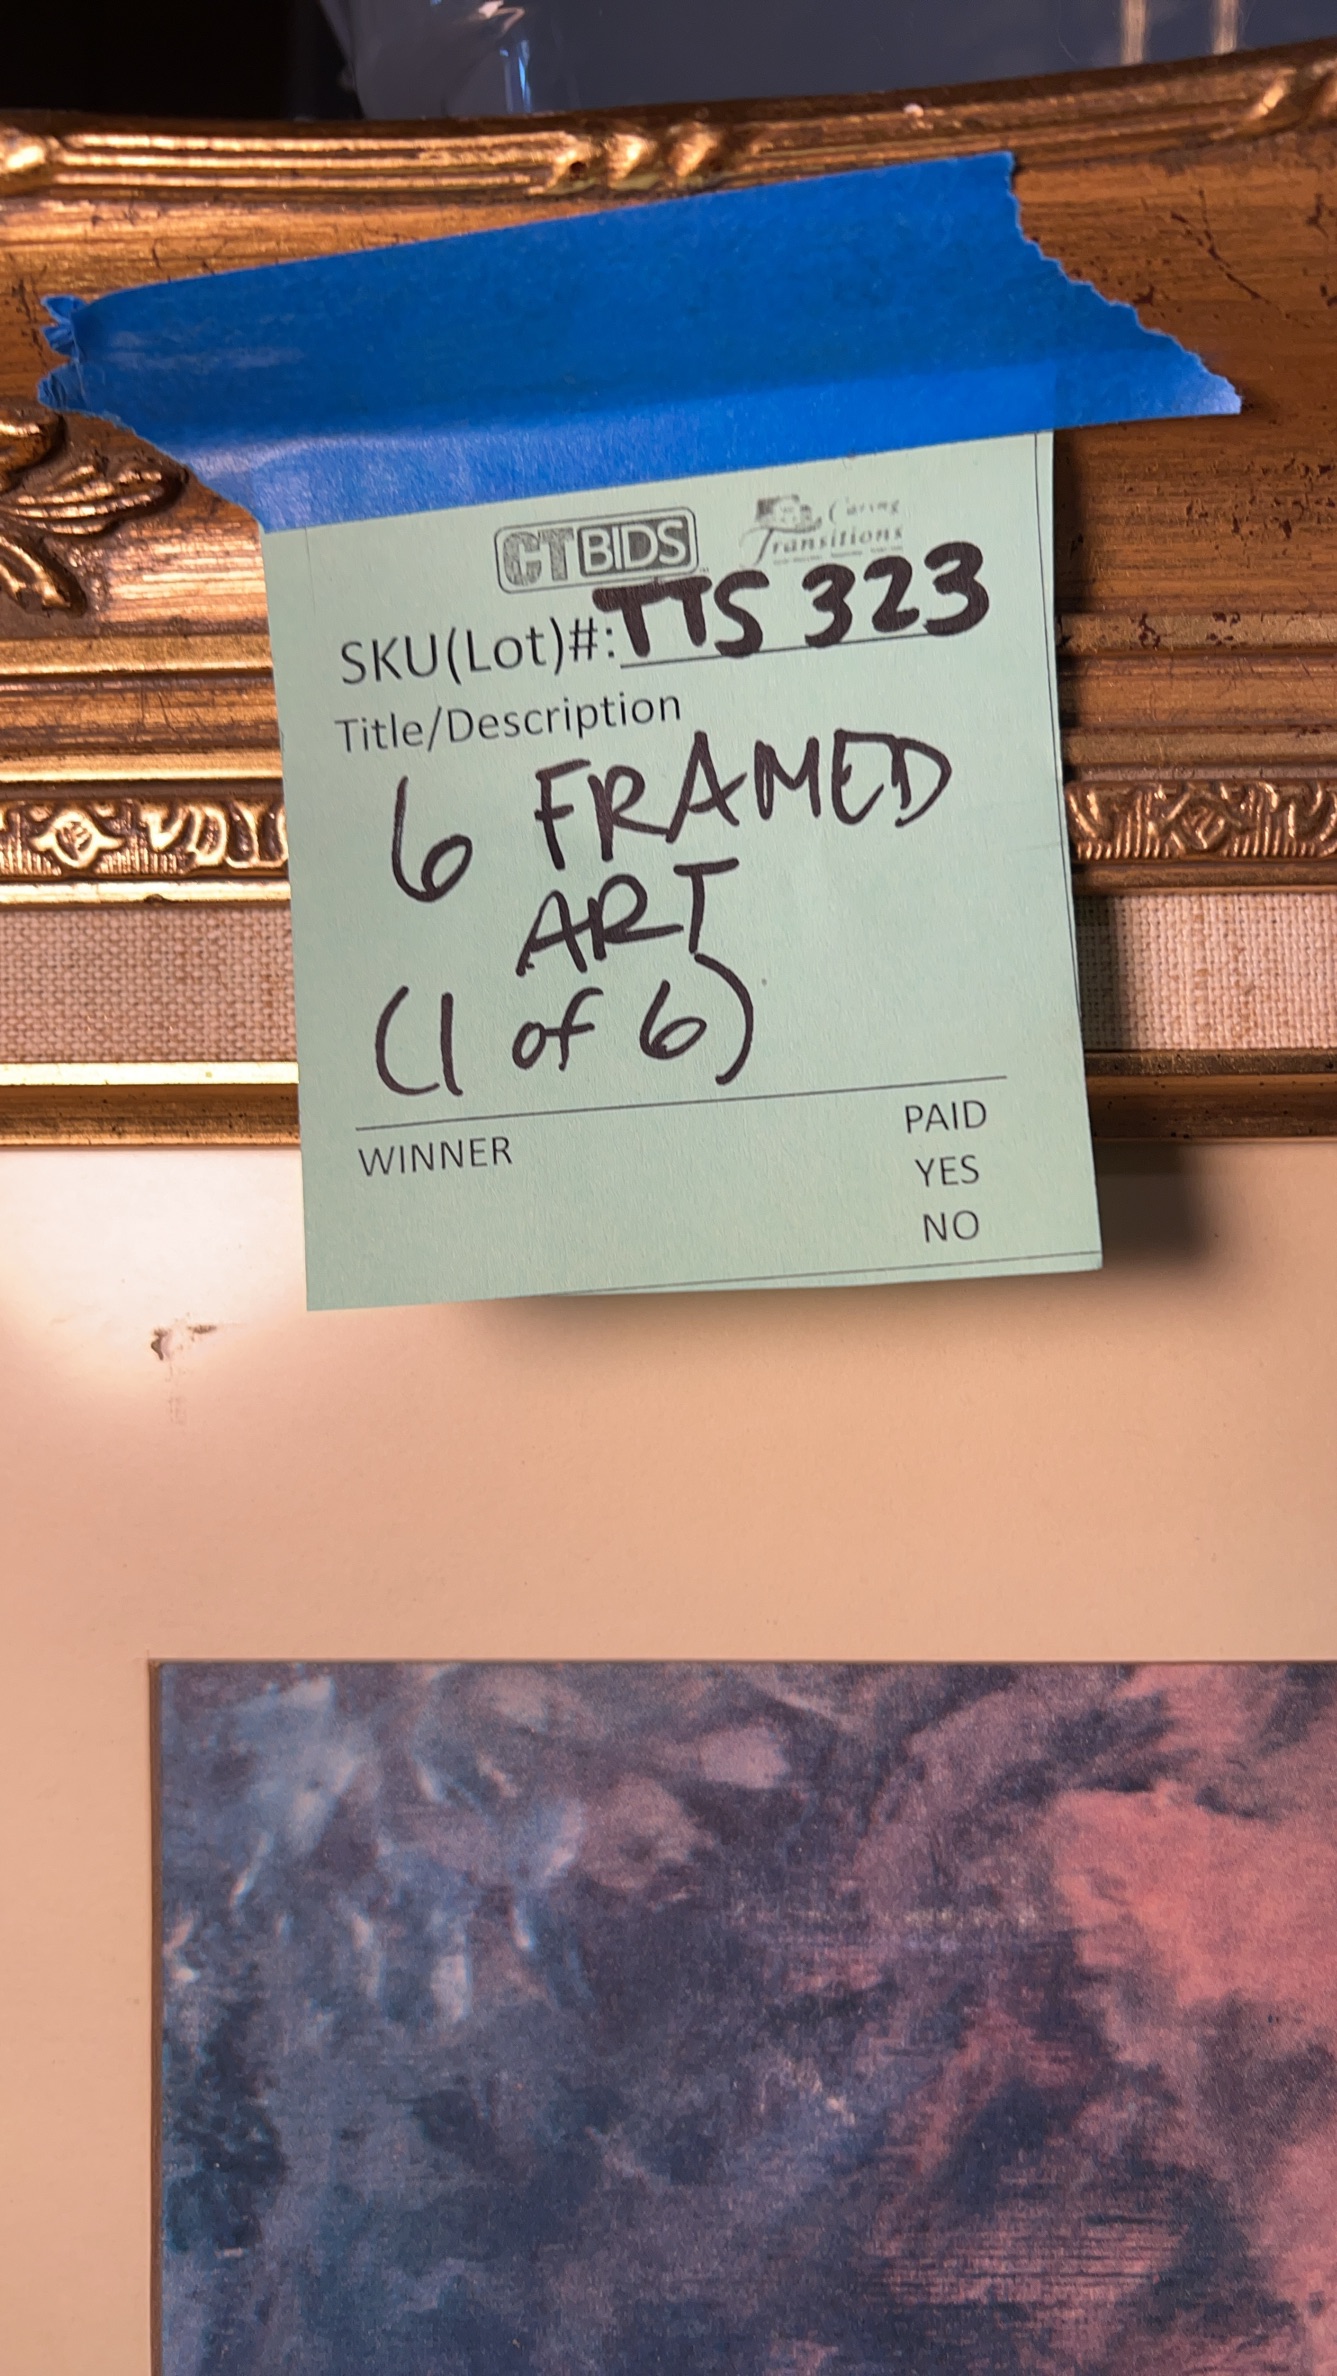 CTBIDS
Caring
Transitions
SKU(Lot)#: TTS 323
Title/Description
6 FRAMED
ART
(1 of 6)
WINNER
PAID
YES
NO